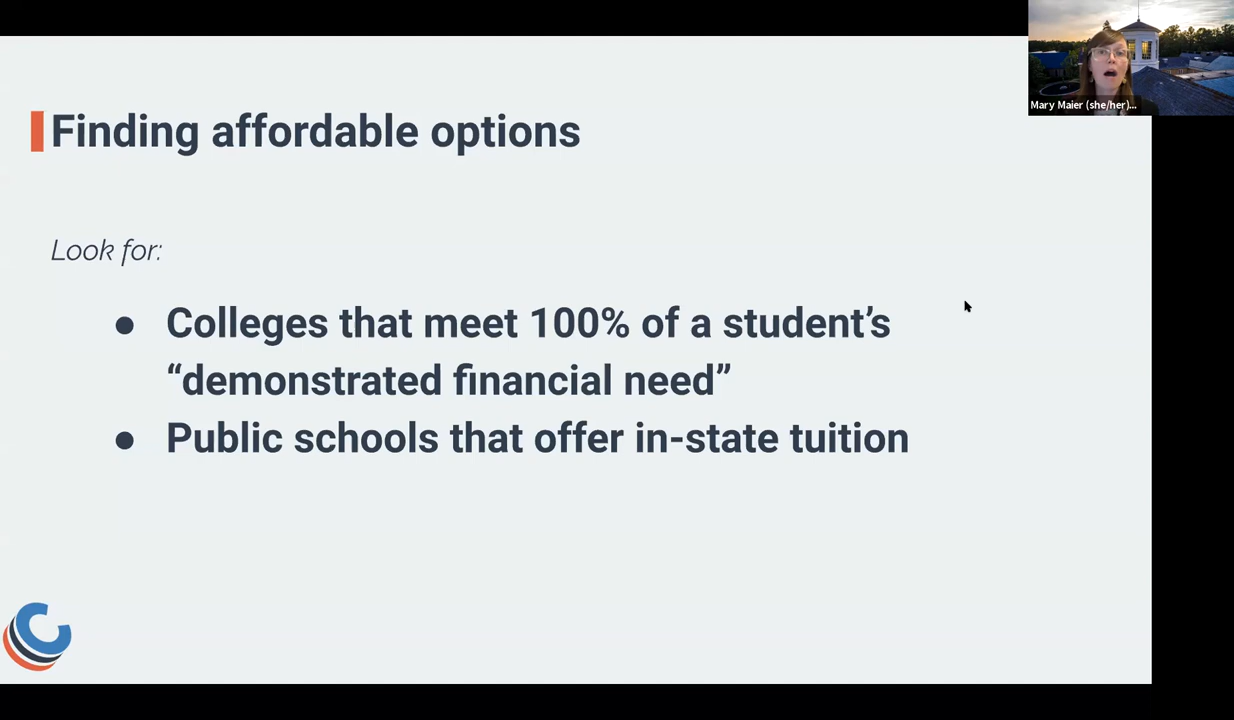 Mary Maier (she/her)...
Finding affordable options
Look for:
● Colleges that meet 100% of a student’s
“demonstrated financial need”
● Public schools that offer in-state tuition